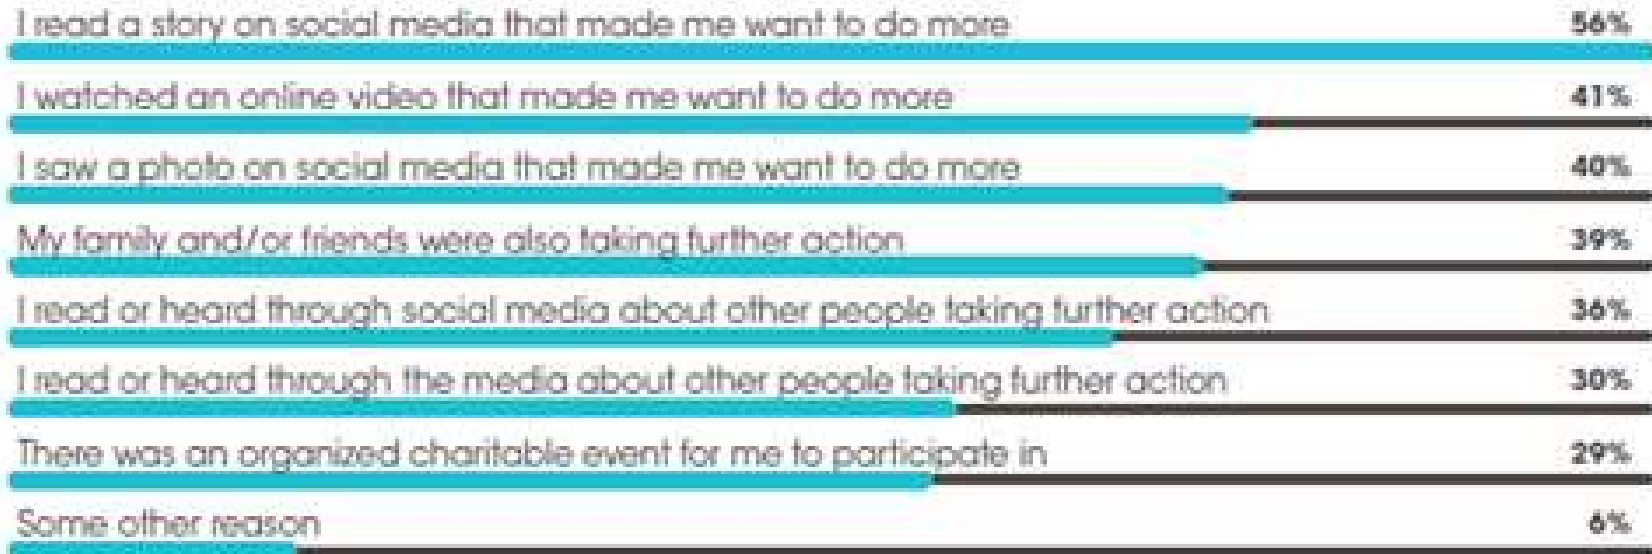 I read a story on social media that made me want to do more 56%
I watched an online video that made me want to do more 41%
I saw a photo on social media that made me want to do more 40%
My family and/or friends were also taking further action 39%
I read or heard through social media about other people taking further action 36%
I read or heard through the media about other people taking further action 30%
There was an organized charitable event for me to participate in 29%
Some other reason 6%